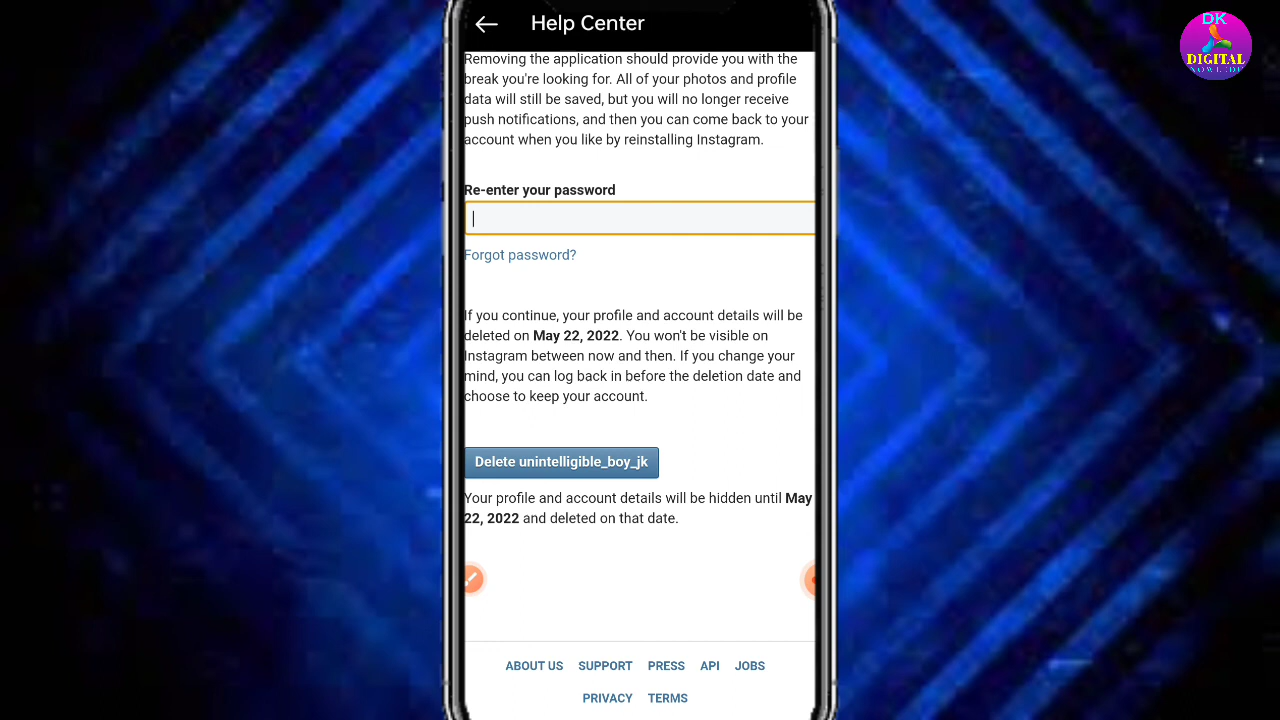 Help Center
DK
DIGITAL
Removing the application should provide you with the
break you're looking for. All of your photos and profile
data will still be saved, but you will no longer receive
push notifications, and then you can come back to your
account when you like by reinstalling Instagram.
Re-enter your password
Forgot password?
If you continue, your profile and account details will be
deleted on May 22, 2022. You won't be visible on
Instagram between now and then. If you change your
mind, you can log back in before the deletion date and
choose to keep your account.
Delete unintelligible_boy_jk
Your profile and account details will be hidden until May
22, 2022 and deleted on that date.
ABOUT US SUPPORT PRESS API JOBS
PRIVACY TERMS